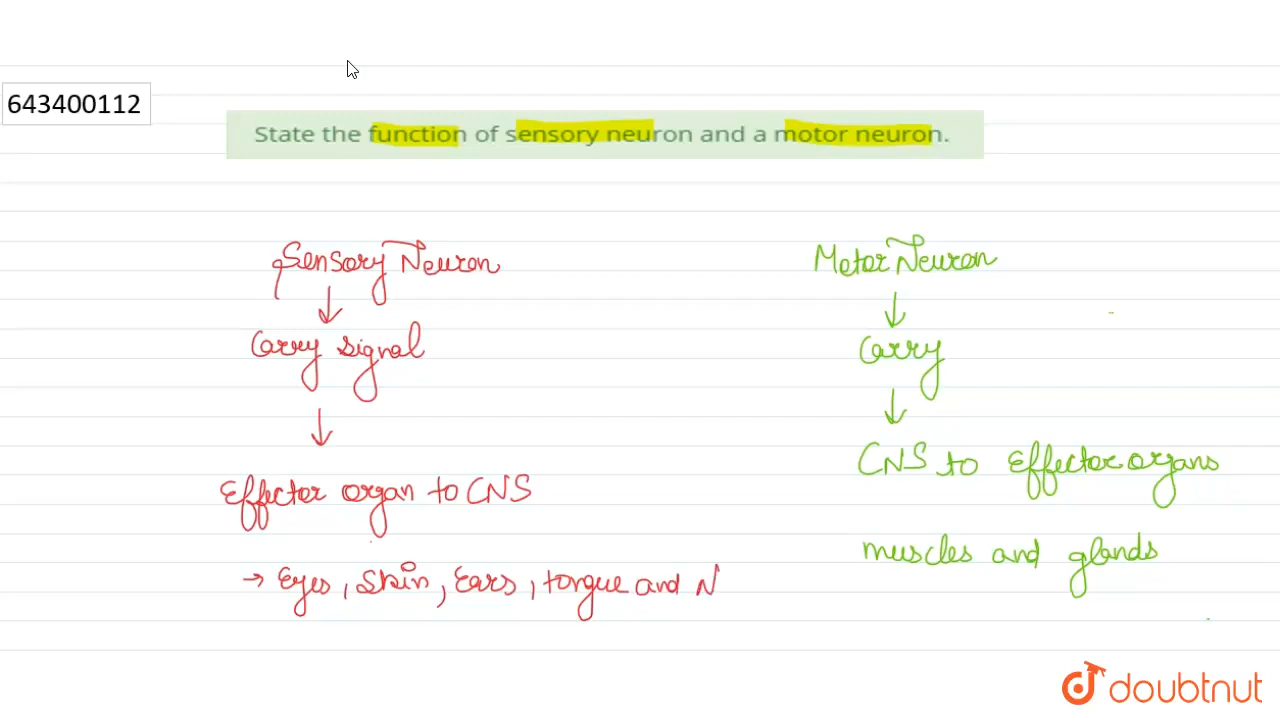 643400112
State the function of sensory neuron and a motor neuron.
Sensory Neuron
Motor Neuron
Carry signal
Carry
CNS to Effector organs
Effector organ to CNS
muscles and glands
→ Eyes, Skin, Ears, tongue and N
doubtnut